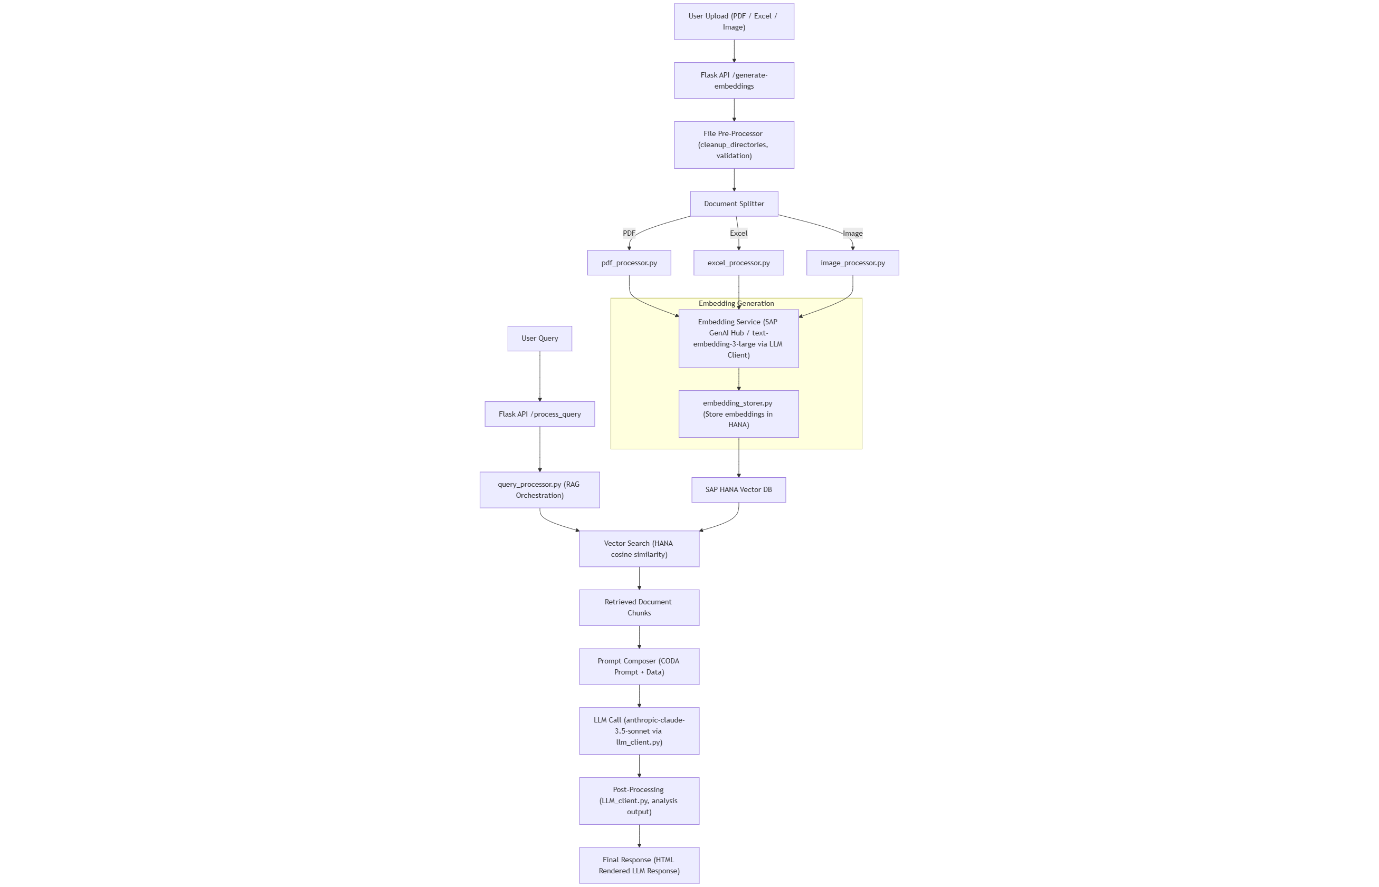 User Upload (PDF / Excel /
Image)
Flask API /generate-
embeddings
File Pre-Processor
(cleanup_directories,
validation)
Document Splitter
PDF
Excel
Image
pdf_processor.py
excel_processor.py
image_processor.py
Embedding Generation
Embedding Service (SAP
GenAI Hub / text-
embedding-3-large via LLM
Client)
User Query
embedding_storer.py
(Store embeddings in
HANA)
Flask API /process_query
query_processor.py (RAG
Orchestration)
SAP HANA Vector DB
Vector Search (HANA
cosine similarity)
Retrieved Document
Chunks
Prompt Composer (CODA
Prompt + Data)
LLM Call (anthropic-claude-
3.5-sonnet via
llm_client.py)
Post-Processing
(LLM_client.py, analysis
output)
Final Response (HTML
Rendered LLM Response)